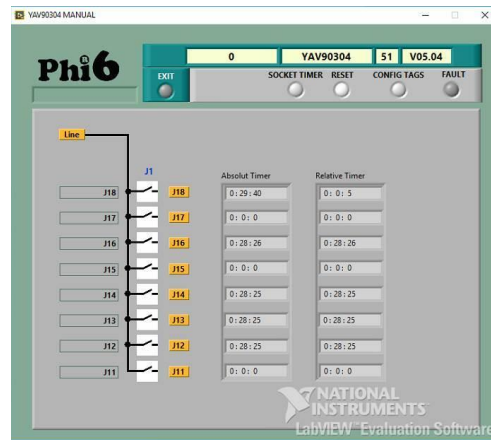 YAV90304 MANUAL
Phi6
0 YAV90304 51 V05.04
EXIT SOCKET TIMER RESET CONFIG TAGS FAULT
Line
J1 Absolut Timer Relative Timer
J18 J18 0:29:40 0: 0: 5
J17 J17 0: 0: 0 0: 0: 0
J16 J16 0:28:26 0:28:26
J15 J15 0: 0: 0 0: 0: 0
J14 J14 0:28:25 0:28:25
J13 J13 0:28:25 0:28:25
J12 J12 0:28:25 0:28:25
J11 J11 0: 0: 0 0: 0: 0
NATIONAL
INSTRUMENTS
LabVIEW Evaluation Software